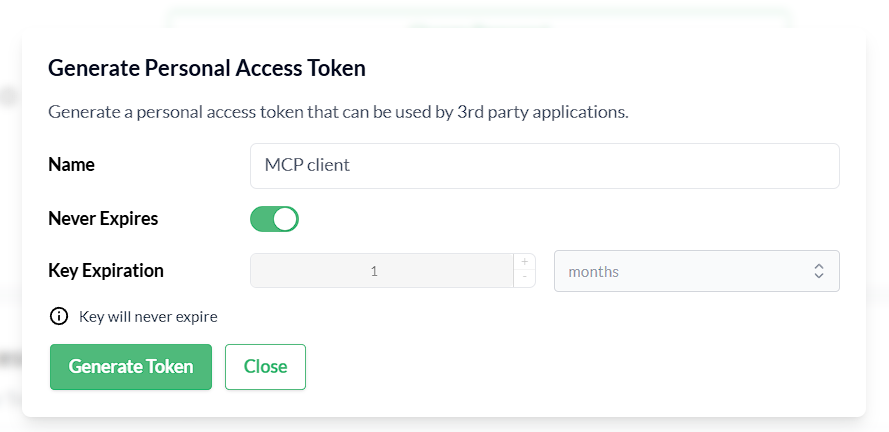 Generate Personal Access Token
Generate a personal access token that can be used by 3rd party applications.
Name
MCP client
Never Expires
Key Expiration
1
+
-
months
Key will never expire
Generate Token
Close